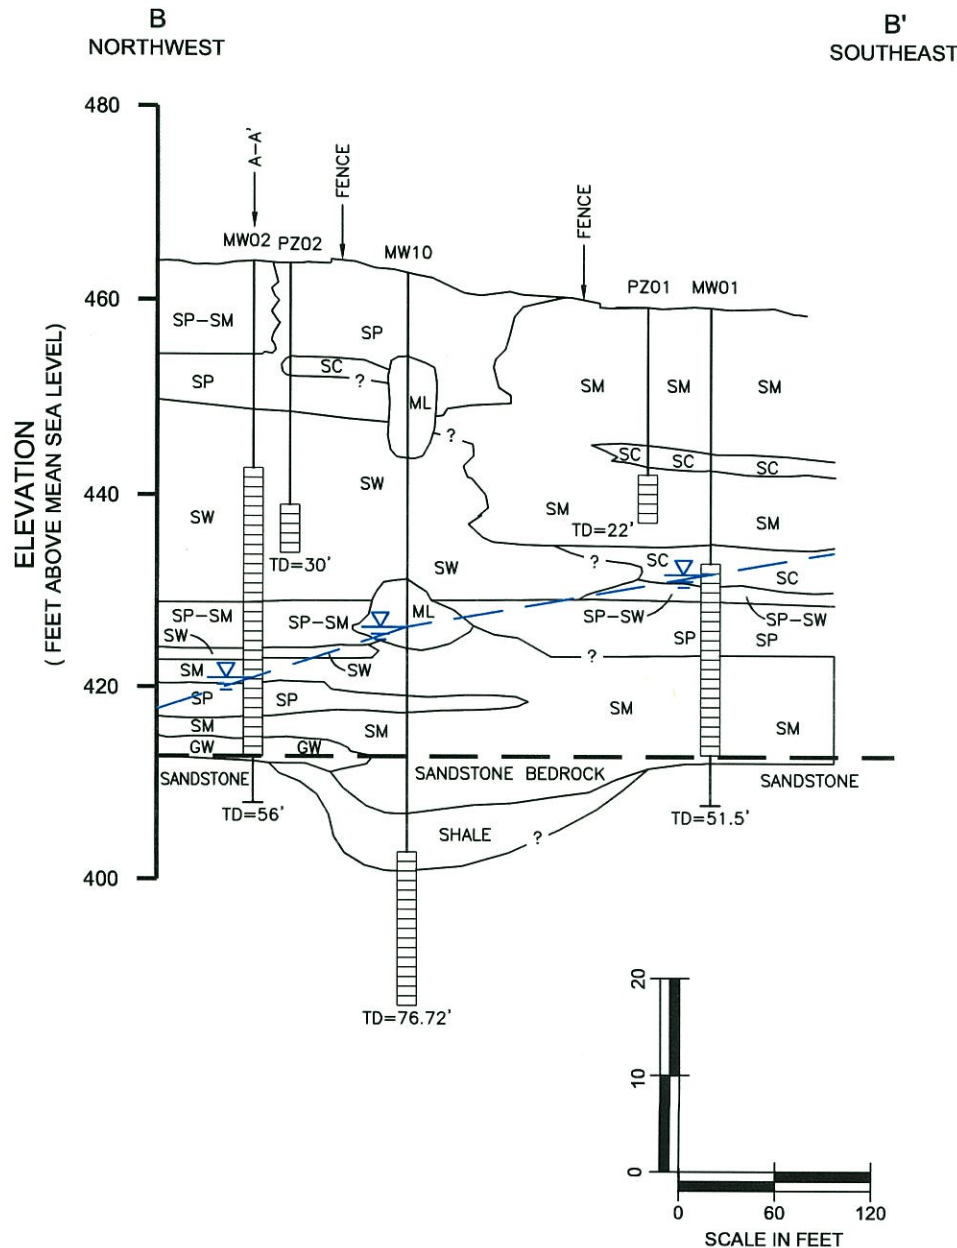 B
NORTHWEST
B'
SOUTHEAST
480
A-A'
FENCE
FENCE
MW02 PZ02
MW10
PZ01 MW01
460
SP-SM
SP
SC
?
SP
ML
SM
SM
SM
?
SC
SC
SC
ELEVATION
( FEET ABOVE MEAN SEA LEVEL)
440
SW
SW
SM
SM
TD=22'
TD=30'
SW
?
SC
SC
SP-SM
SP-SM
ML
SP-SW
SP-SW
SW
SP
SP
SM
SW
?
420
SP
SP
SM
SM
SM
SM
GW
GW
SANDSTONE
SANDSTONE BEDROCK
SANDSTONE
TD=56'
TD=51.5'
SHALE
?
400
TD=76.72'
20
10
0
0 60 120
SCALE IN FEET